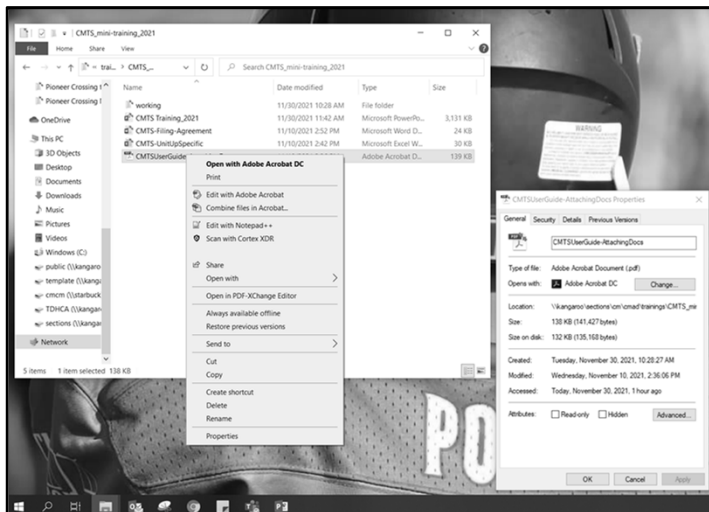 CMTS_mini-training_2021
File Home Share View
« trai... > CMTS_... Search CMTS_mini-training_2021
Pioneer Crossing 1
Pioneer Crossing I
OneDrive
This PC
3D Objects
Desktop
Documents
Downloads
Music
Pictures
Videos
Windows (C:)
public (\\kangaro
template (\\kanga
cmcm (\\starbuck
TDHCA (\\kangar
sections (\\kangar
Network
Name Date modified Type Size
working 11/30/2021 10:28 AM File folder
CMTS Training_2021 11/30/2021 11:42 AM Microsoft PowerPo... 3,131 KB
CMTS-Filing-Agreement 11/10/2021 2:52 PM Microsoft Word D... 24 KB
CMTS-UnitUpSpecific 11/10/2021 2:42 PM Microsoft Excel W... 30 KB
CMTSUserGuide Adobe Acrobat D... 139 KB
Open with Adobe Acrobat DC
Print
Edit with Adobe Acrobat
Combine files in Acrobat...
Edit with Notepad++
Scan with Cortex XDR
Share
Open with
Open in PDF-XChange Editor
Always available offline
Restore previous versions
Send to
Cut
Copy
Create shortcut
Delete
Rename
Properties
5 items 1 item selected 138 KB
WARNING
CMTSUserGuide-AttachingDocs Properties
General Security Details Previous Versions
CMTSUserGuide-AttachingDocs
Type of file: Adobe Acrobat Document (.pdf)
Opens with: Adobe Acrobat DC Change...
Location: \\kangaroo\sections\cm\cmad\trainings\CMTS_mi
Size: 138 KB (141,427 bytes)
Size on disk: 132 KB (135,168 bytes)
Created: Tuesday, November 30, 2021, 10:28:27 AM
Modified: Wednesday, November 10, 2021, 2:36:06 PM
Accessed: Today, November 30, 2021, 1 hour ago
Attributes: Read-only Hidden Advanced...
OK Cancel Apply
PO